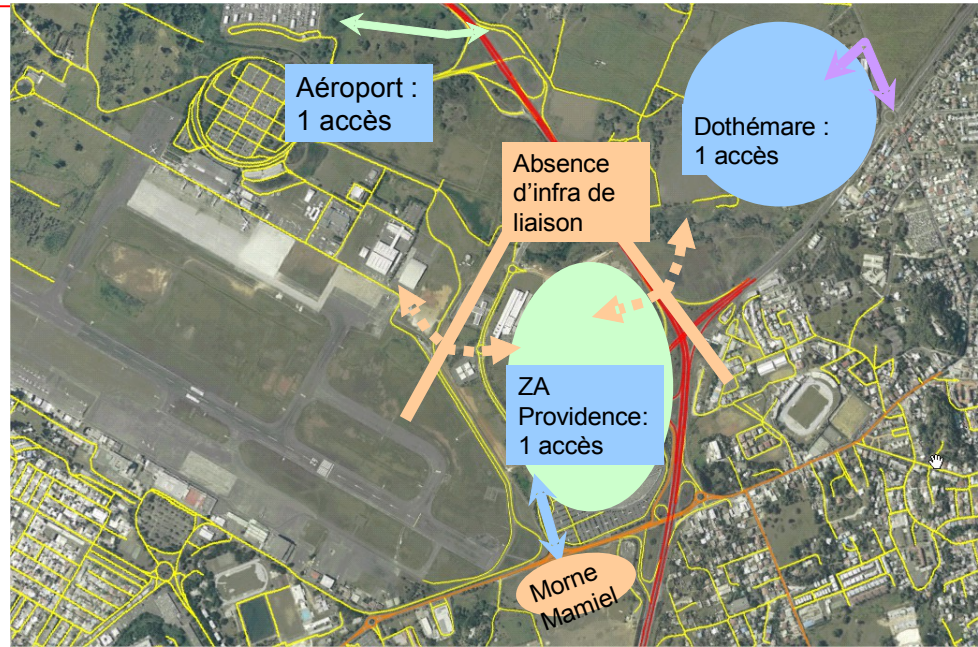 Aéroport :
1 accès
Dothémare :
1 accès
Absence
d'infra de
liaison
ZA
Providence:
1 accès
Morne
Mamiel